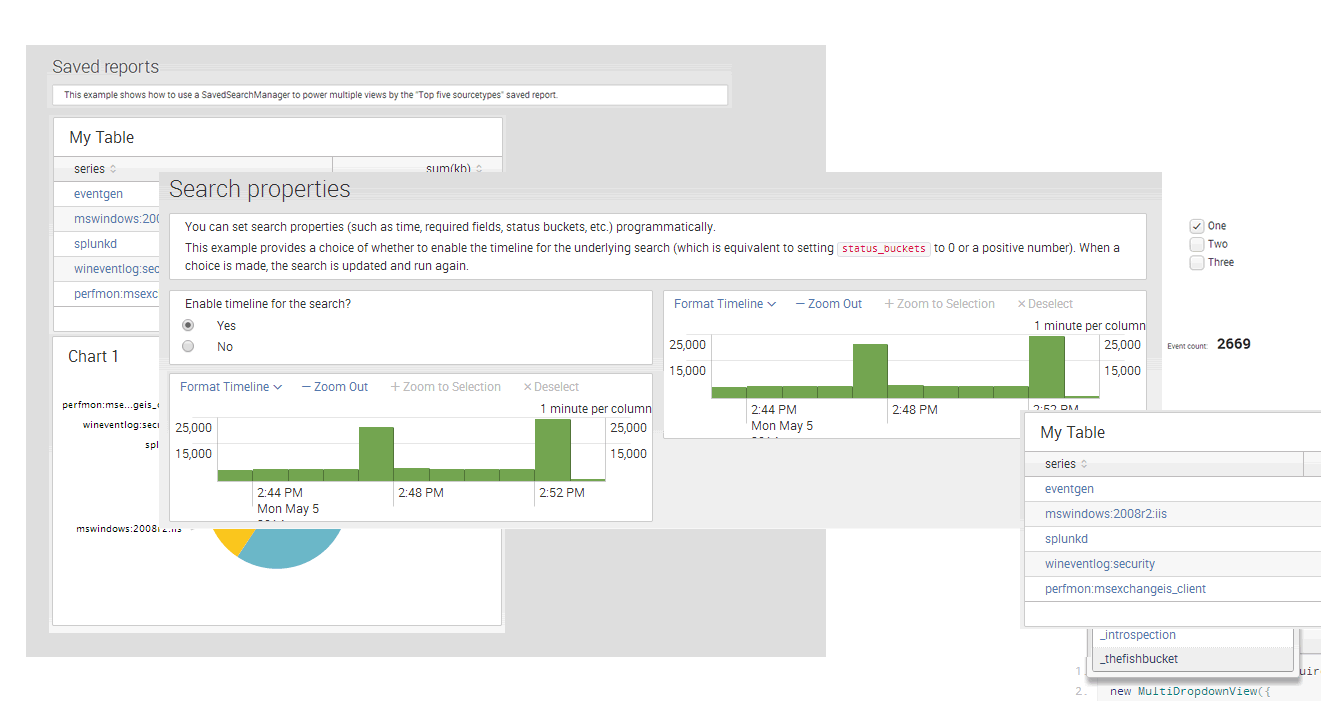 Saved reports
This example shows how to use a SavedSearchManager to power multiple views by the "Top five sourcetypes" saved report.
My Table
series sum(kb)
eventgen
mswindows:200
splunkd
wineventlog:sec
perfmon:msexc
Chart 1
perfmon:mse...geis_c
wineventlog:secu
spl
mswindows:2008r2:iis
Search properties
You can set search properties (such as time, required fields, status buckets, etc.) programmatically.
This example provides a choice of whether to enable the timeline for the underlying search (which is equivalent to setting status_buckets to 0 or a positive number). When a
choice is made, the search is updated and run again.
Enable timeline for the search?
Yes
No
Format Timeline Zoom Out Zoom to Selection Deselect
1 minute per column
25,000 25,000
15,000 15,000
2:44 PM 2:48 PM 2:52 PM
Mon May 5
Format Timeline Zoom Out Zoom to Selection Deselect
1 minute per column
25,000 25,000
15,000 15,000
2:44 PM 2:48 PM 2:52 PM
Mon May 5
One
Two
Three
Event count: 2669
My Table
series
eventgen
mswindows:2008r2:iis
splunkd
wineventlog:security
perfmon:msexchangeis_client
_introspection
_thefishbucket
1. uire
2. new MultiDropdownView({